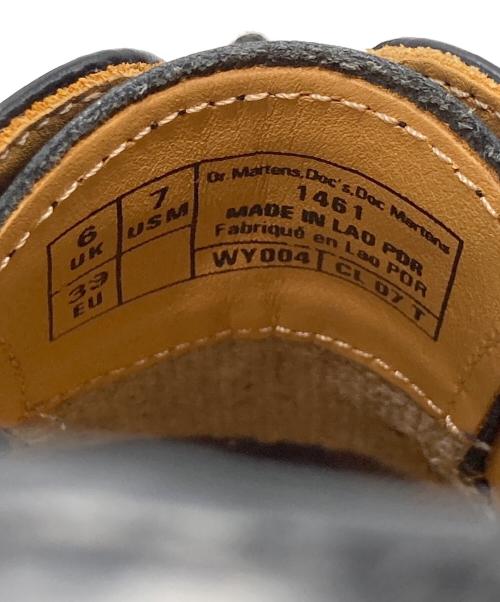 6
UK
7
USM
39
EU
Dr. Martens, Doc's, Doc Martens
1461
MADE IN LAO PDR
Fabriqué en Lao PDR
WY004
CL 07 T